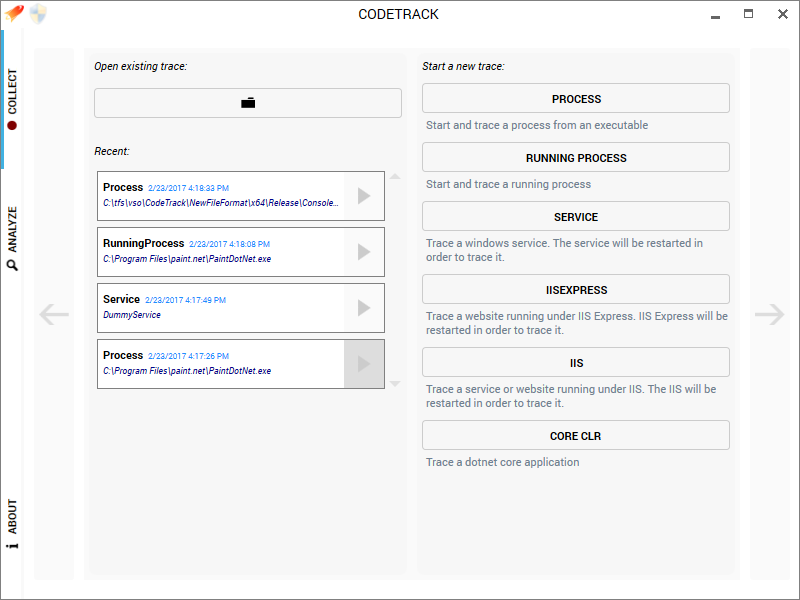 CODETRACK
COLLECT
ANALYZE
ABOUT
Open existing trace:
Recent:
Process 2/23/2017 4:18:33 PM
C:\tfs\vso\CodeTrack\NewFileFormat\x64\Release\Console...
RunningProcess 2/23/2017 4:18:08 PM
C:\Program Files\paint.net\PaintDotNet.exe
Service 2/23/2017 4:17:49 PM
DummyService
Process 2/23/2017 4:17:26 PM
C:\Program Files\paint.net\PaintDotNet.exe
Start a new trace:
PROCESS
Start and trace a process from an executable
RUNNING PROCESS
Start and trace a running process
SERVICE
Trace a windows service. The service will be restarted in
order to trace it.
IISEXPRESS
Trace a website running under IIS Express. IIS Express will be
restarted in order to trace it.
IIS
Trace a service or website running under IIS. The IIS will be
restarted in order to trace it.
CORE CLR
Trace a dotnet core application